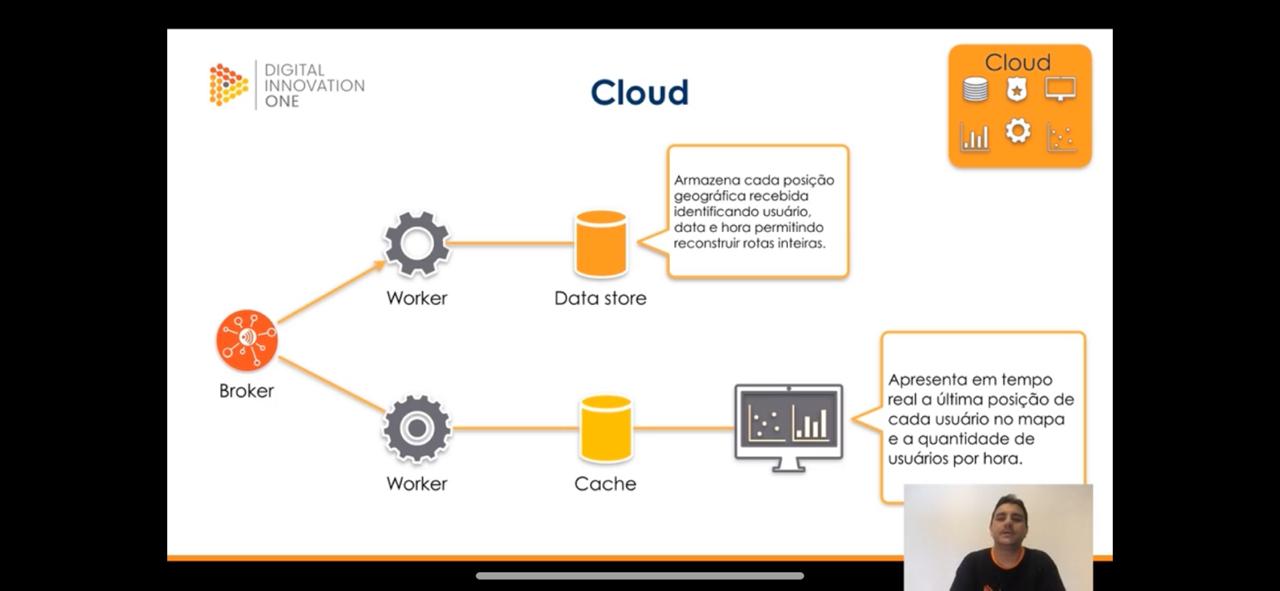 DIGITAL
INNOVATION
ONE
Cloud
Cloud
Armazena cada posição
geográfica recebida
identificando usuário,
data e hora permitindo
reconstruir rotas inteiras.
Worker
Data store
Broker
Apresenta em tempo
real a última posição de
cada usuário no mapa
e a quantidade de
usuários por hora.
Worker
Cache